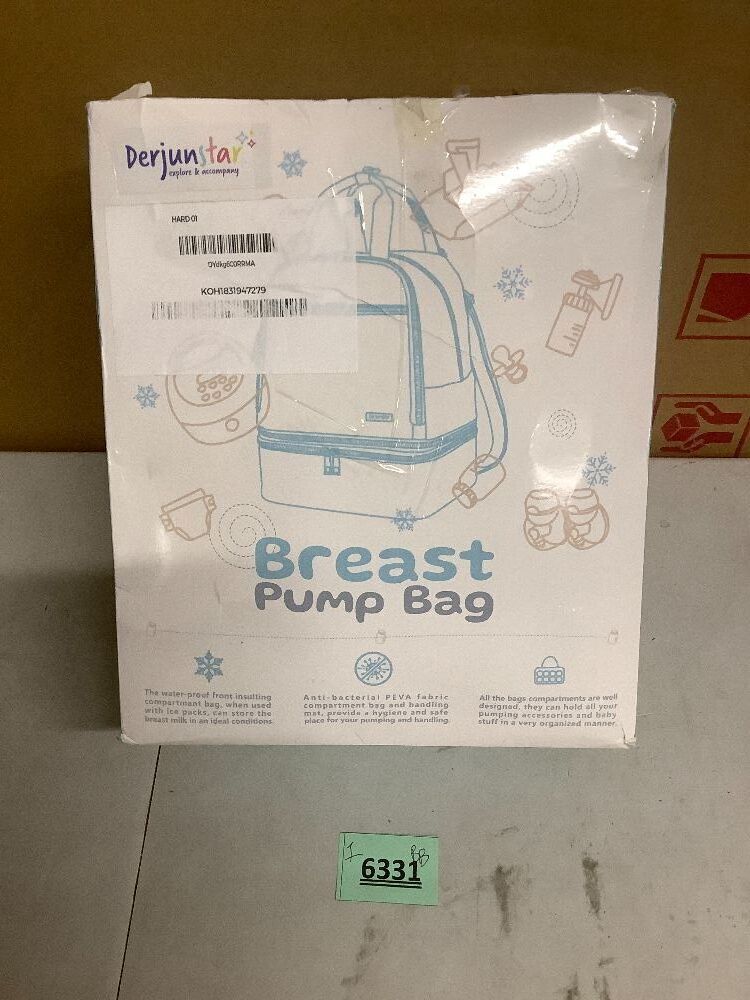 Derjunstar
explore & accompany
HARD 01
DYdkg6C0RRMA
KOH1831947279
Breast
Pump Bag
The water-proof front insulting
compartment bag, when used
with ice packs, can store the
breast milk in an ideal conditions.
Anti-bacterial PEVA fabric
compartment bag and handling
mat, provide a hygiene and safe
place for your pumping and handling.
All the bags compartments are well
designed, they can hold all your
pumping accessories and baby
stuff in a very organized manner.
I BB
6331